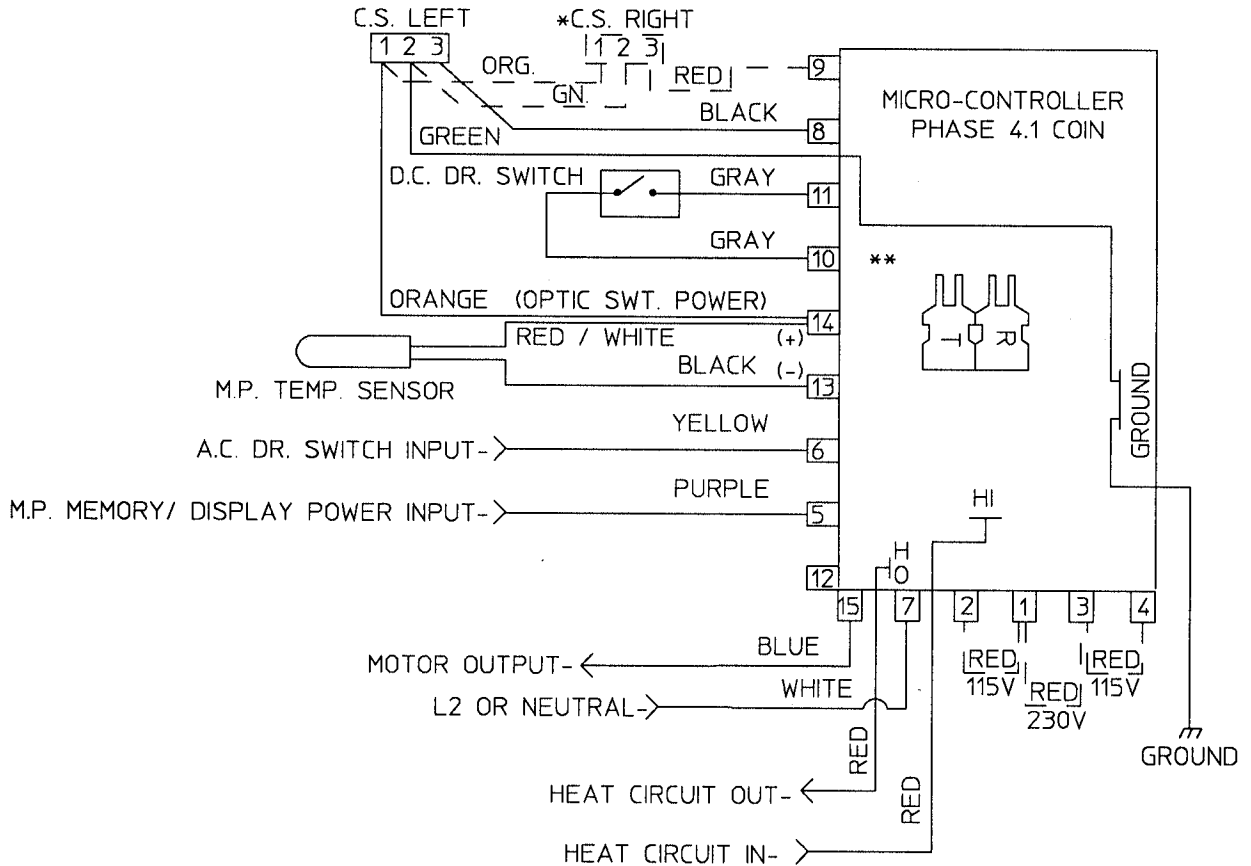 C.S. LEFT
*C.S. RIGHT
1 2 3
1 2 3
ORG.
RED
9
GN.
MICRO-CONTROLLER
PHASE 4.1 COIN
BLACK
8
GREEN
D.C. DR. SWITCH
GRAY
11
GRAY
10
**
ORANGE (OPTIC SWT. POWER)
14
RED / WHITE (+)
T
R
BLACK (-)
13
M.P. TEMP. SENSOR
GROUND
YELLOW
A.C. DR. SWITCH INPUT-
6
PURPLE
M.P. MEMORY/ DISPLAY POWER INPUT-
5
HI
HO
12
15 7 2 1 3 4
BLUE
MOTOR OUTPUT-
RED
115V
RED
115V
WHITE
L2 OR NEUTRAL-
RED
230V
GROUND
RED
RED
HEAT CIRCUIT OUT-
HEAT CIRCUIT IN-